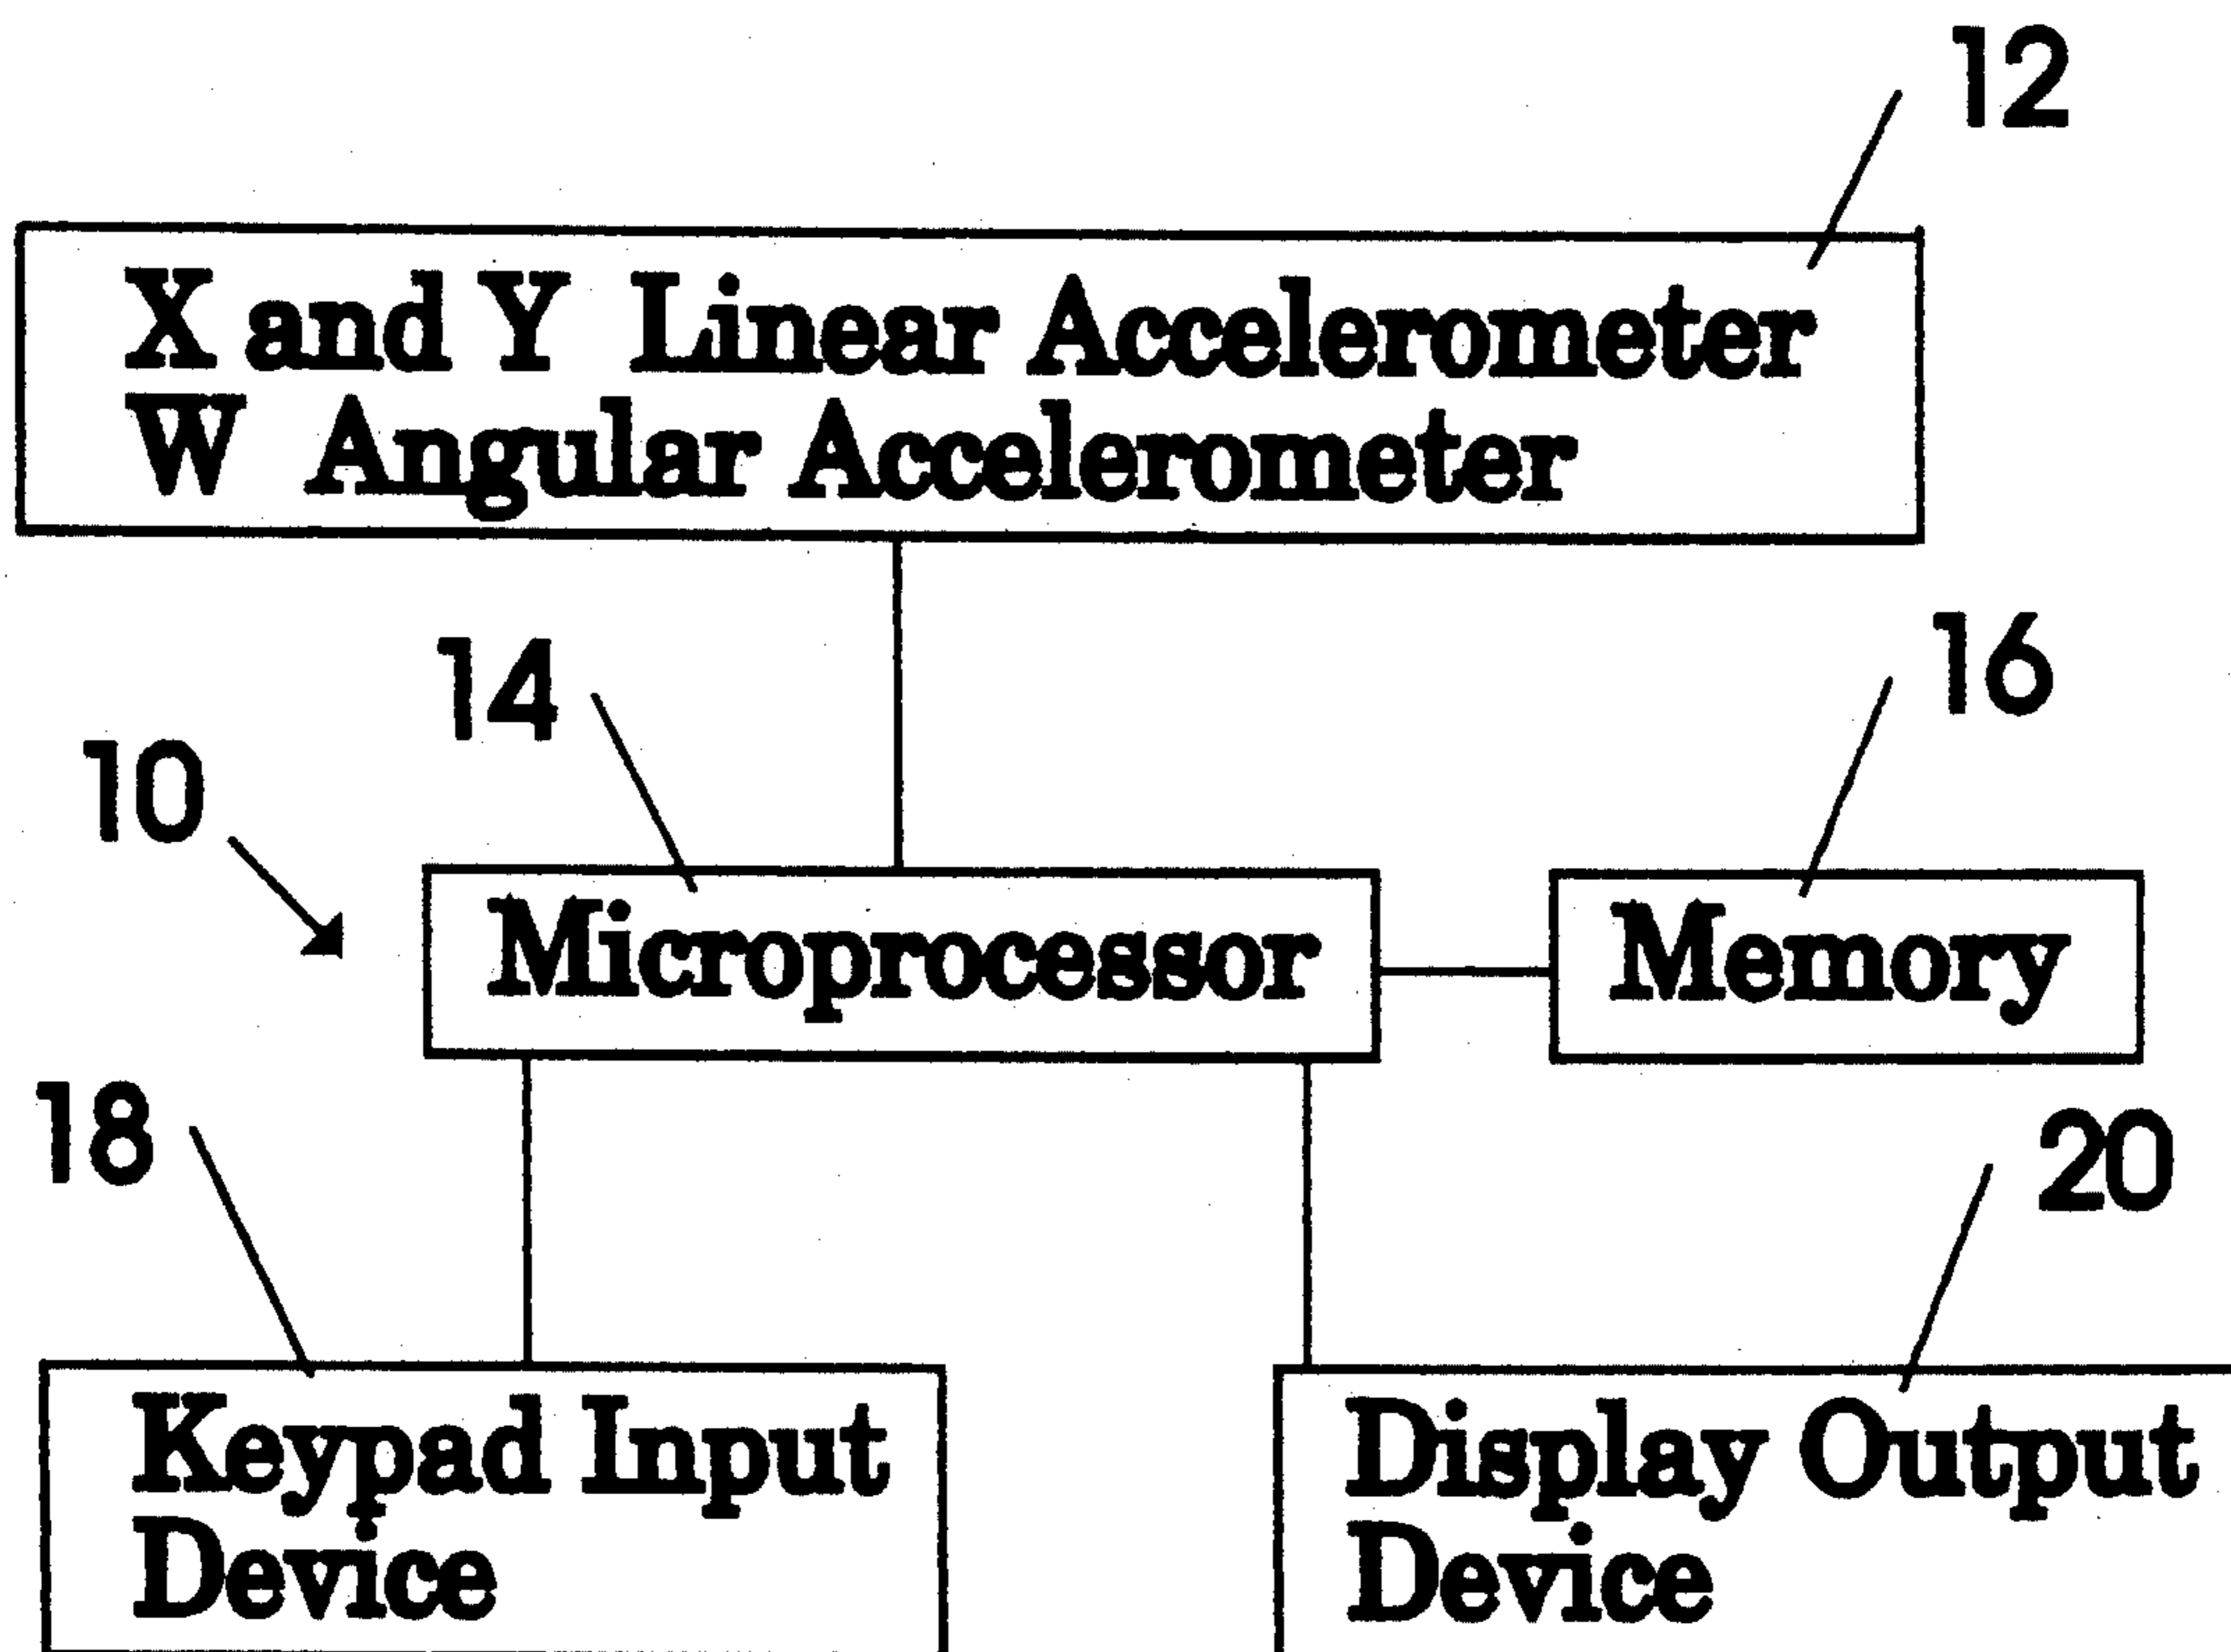 12
X and Y Linear Accelerometer
W Angular Accelerometer
14
16
10
Microprocessor
Memory
18
20
Keypad Input
Device
Display Output
Device